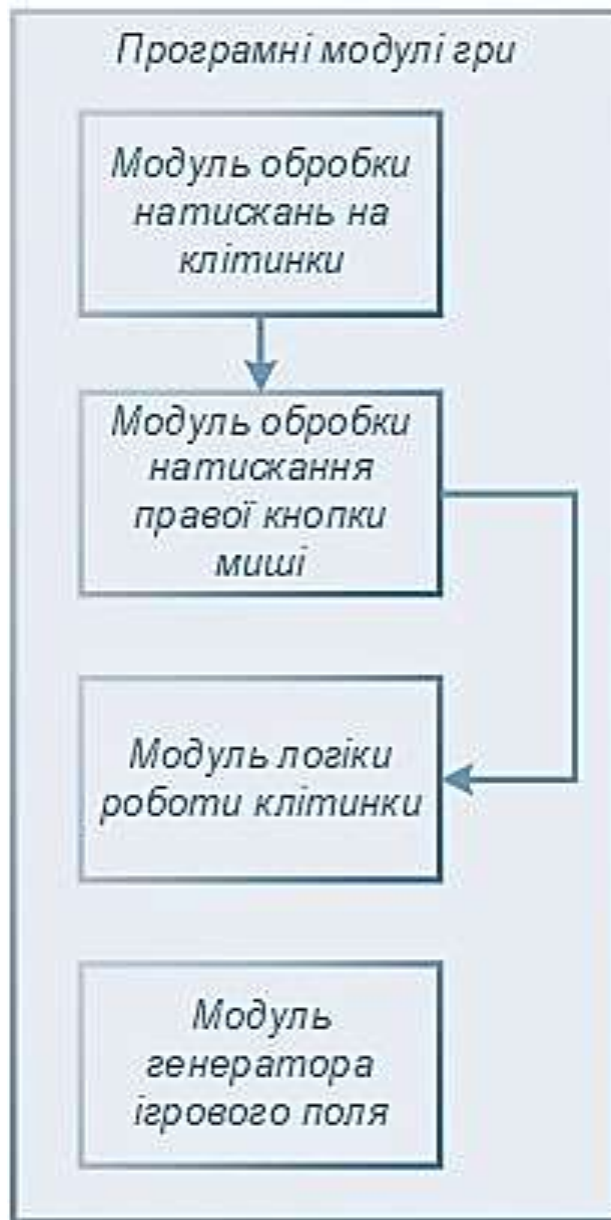 Програмні модулі гри
Модуль обробки
натискань на
клітинки
Модуль обробки
натискання
правої кнопки
миші
Модуль логіки
роботи клітинки
Модуль
генератора
ігрового поля